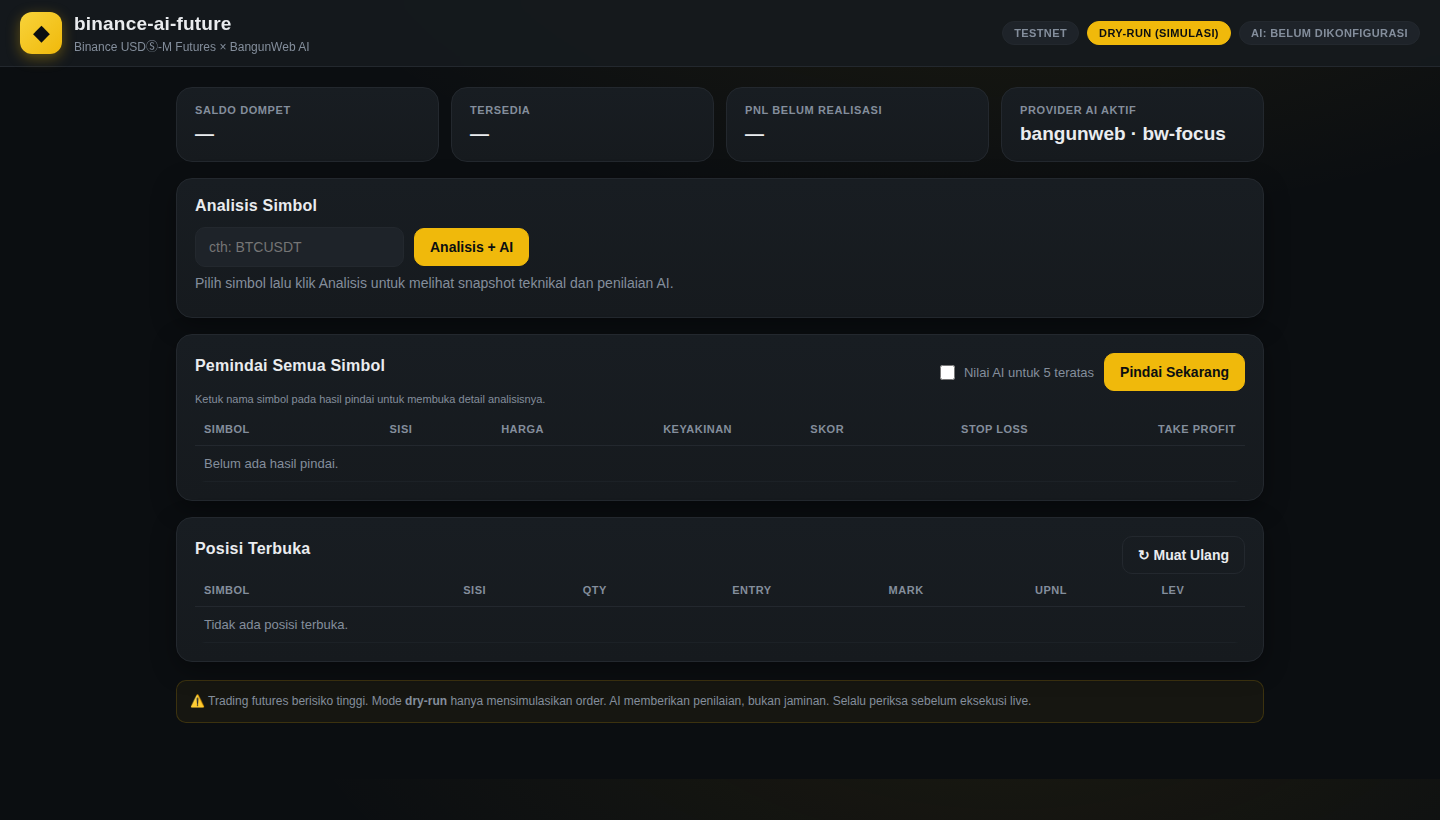 binance-ai-future
Binance USDⓈ-M Futures × BangunWeb AI
TESTNET
DRY-RUN (SIMULASI)
AI: BELUM DIKONFIGURASI
SALDO DOMPET
—
TERSEDIA
—
PNL BELUM REALISASI
—
PROVIDER AI AKTIF
bangunweb · bw-focus
Analisis Simbol
cth: BTCUSDT
Analisis + AI
Pilih simbol lalu klik Analisis untuk melihat snapshot teknikal dan penilaian AI.
Pemindai Semua Simbol
Nilai AI untuk 5 teratas
Pindai Sekarang
Ketuk nama simbol pada hasil pindai untuk membuka detail analisisnya.
SIMBOL SISI HARGA KEYAKINAN SKOR STOP LOSS TAKE PROFIT
Belum ada hasil pindai.
Posisi Terbuka
↻ Muat Ulang
SIMBOL SISI QTY ENTRY MARK UPNL LEV
Tidak ada posisi terbuka.
⚠️ Trading futures berisiko tinggi. Mode dry-run hanya mensimulasikan order. AI memberikan penilaian, bukan jaminan. Selalu periksa sebelum eksekusi live.